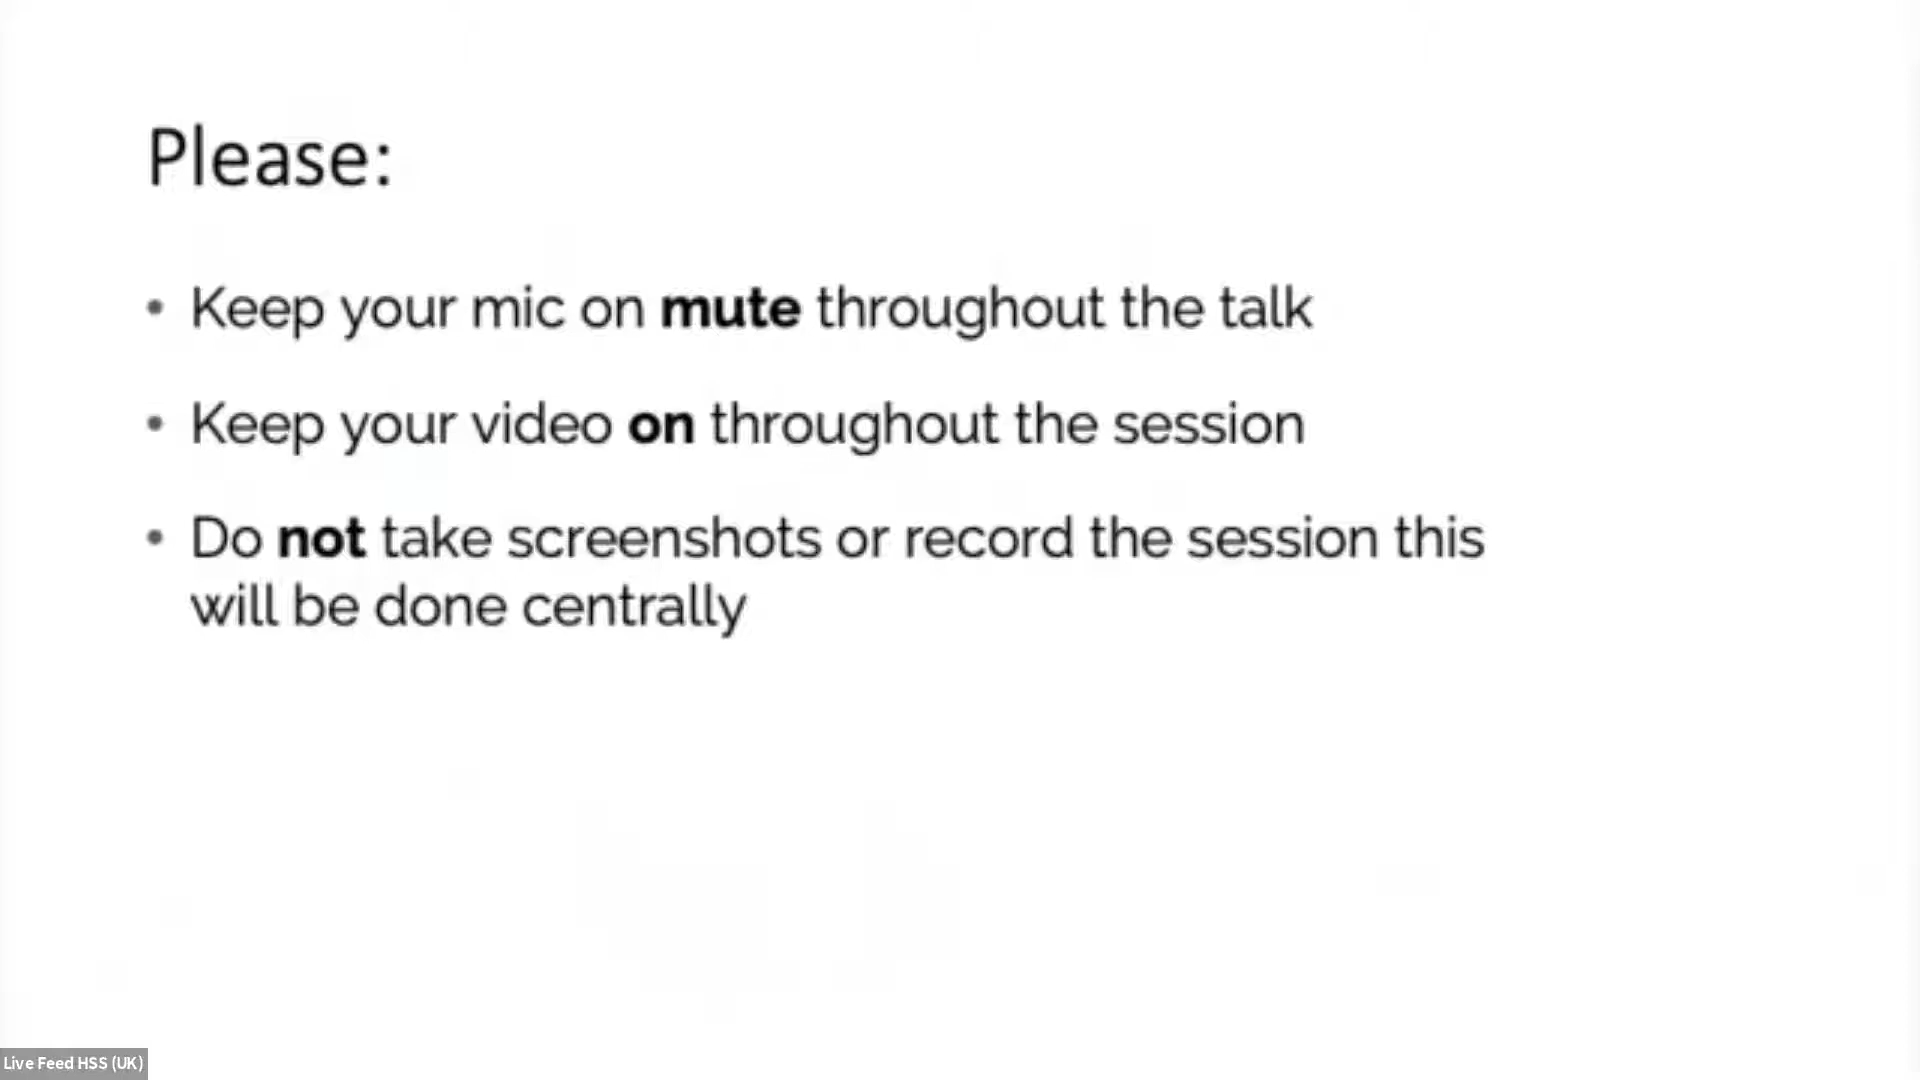 Please:
• Keep your mic on mute throughout the talk
• Keep your video on throughout the session
• Do not take screenshots or record the session this
will be done centrally
Live Feed HSS (UK)